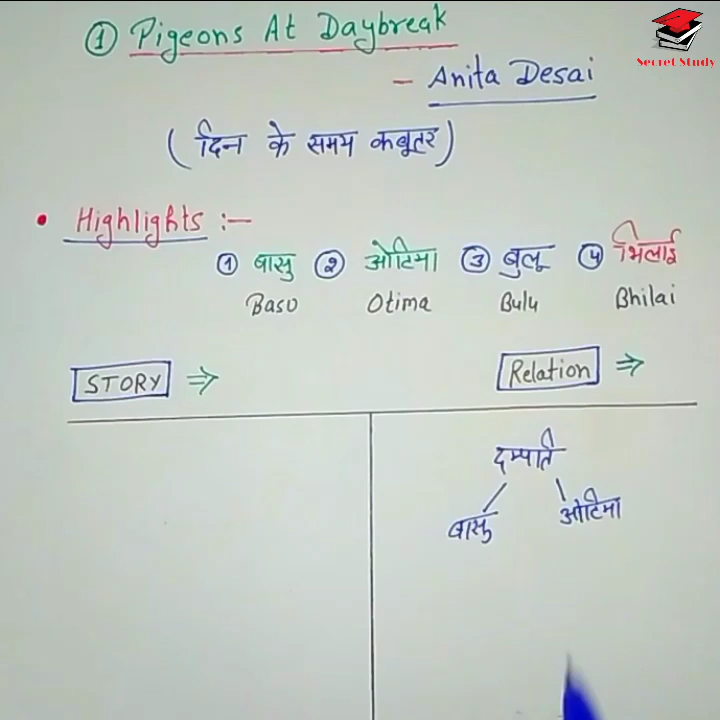 ① Pigeons At Daybreak
Secret Study
- Anita Desai
(दिन के समय कबूतर)
• Highlights :-
① बासु ② ओटिमा ③ बुलू ④ भिलाई
Basu Otima Bulu Bhilai
STORY ⇒ Relation ⇒
दम्पति
बासु ओटिमा